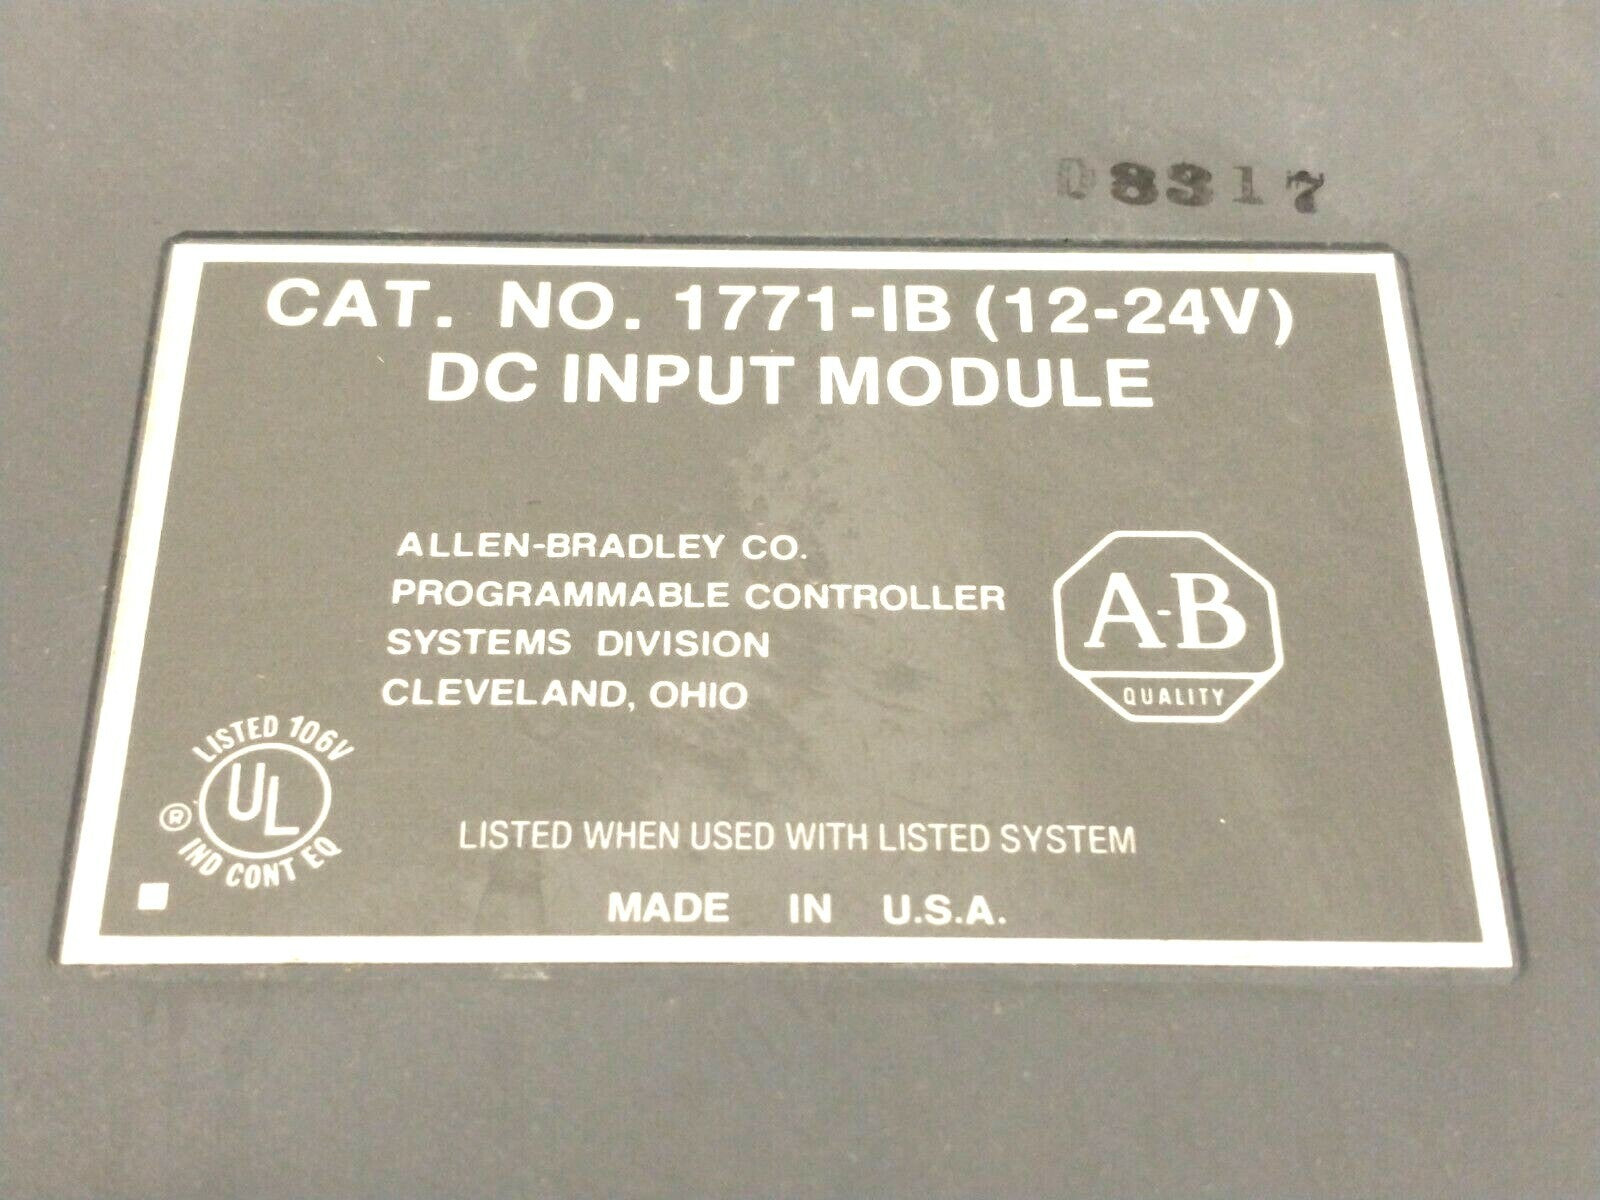 D8317
CAT. NO. 1771-IB (12-24V)
DC INPUT MODULE
ALLEN-BRADLEY CO.
PROGRAMMABLE CONTROLLER
SYSTEMS DIVISION
CLEVELAND, OHIO
A-B
QUALITY
LISTED 106V
UL
®
IND CONT EQ
LISTED WHEN USED WITH LISTED SYSTEM
MADE IN U.S.A.